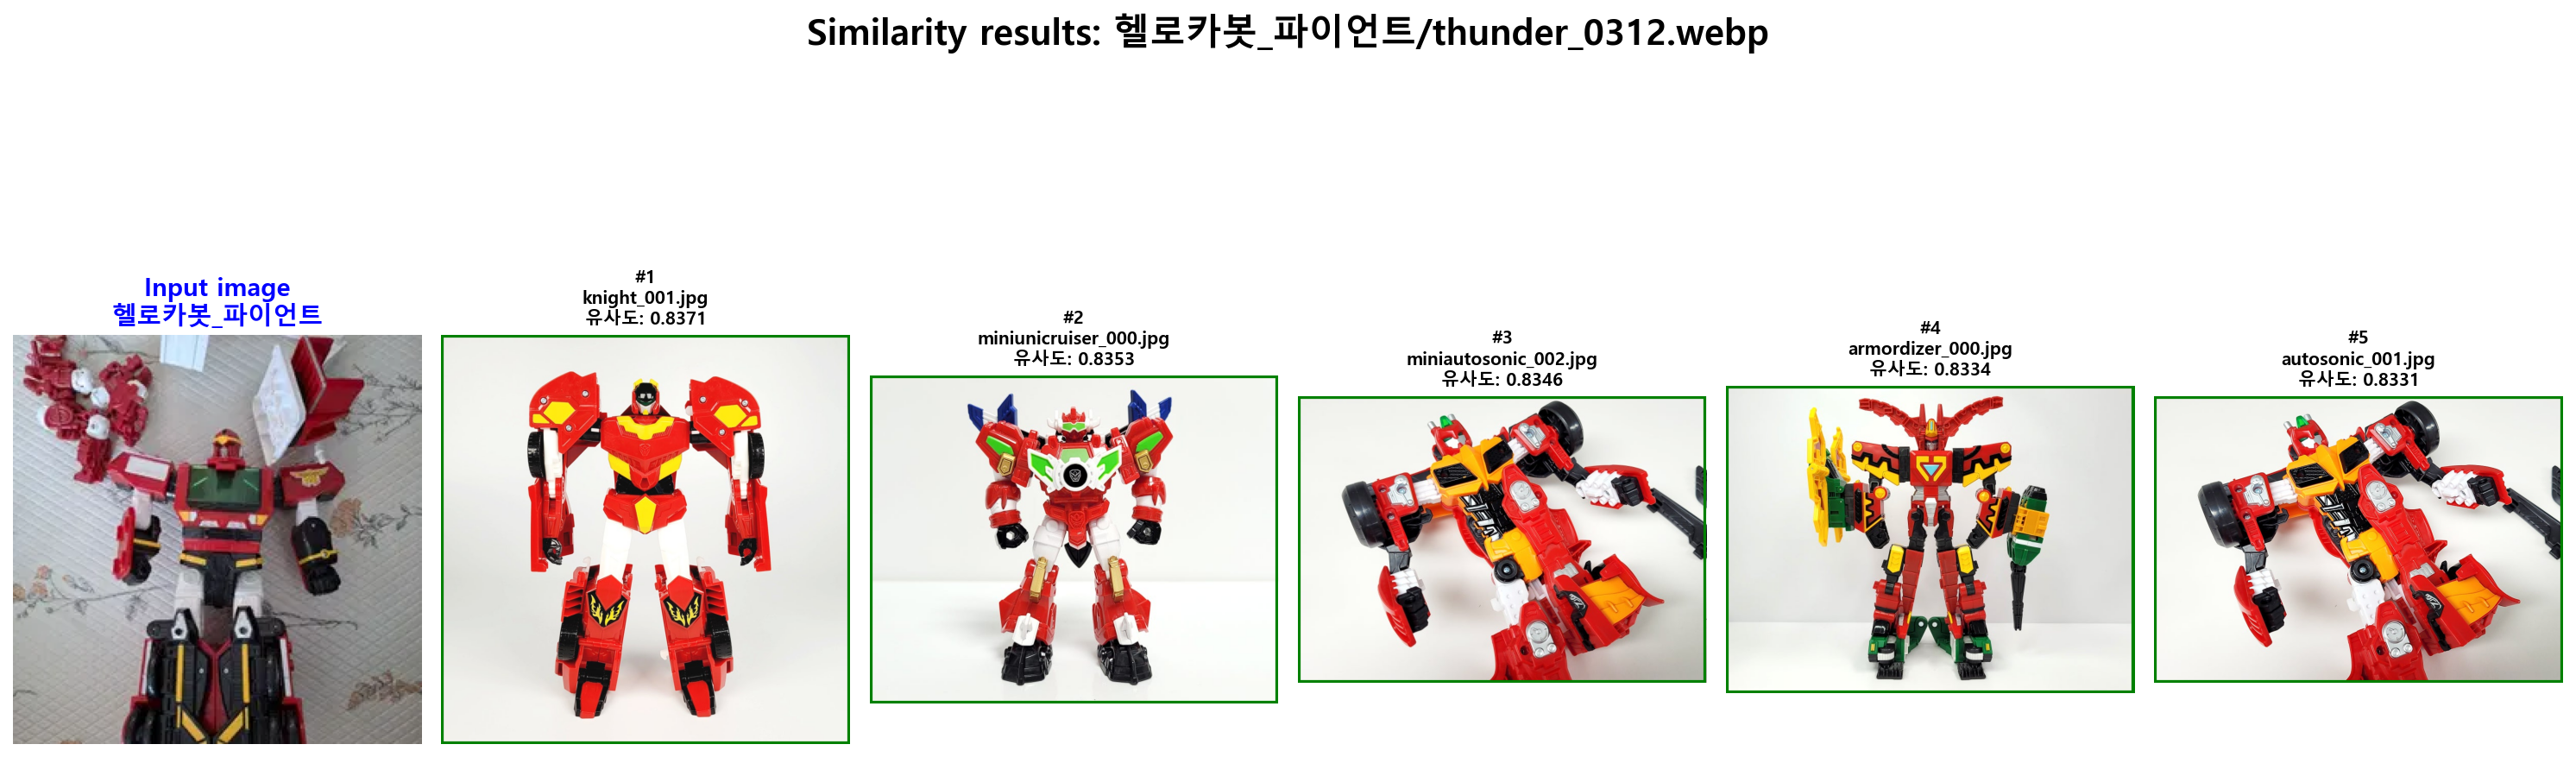 Similarity results: 헬로카봇_파이언트/thunder_0312.webp
Input image
헬로카봇_파이언트
#1
knight_001.jpg
유사도: 0.8371
#2
miniunicruiser_000.jpg
유사도: 0.8353
#3
miniautosonic_002.jpg
유사도: 0.8346
#4
armordizer_000.jpg
유사도: 0.8334
#5
autosonic_001.jpg
유사도: 0.8331